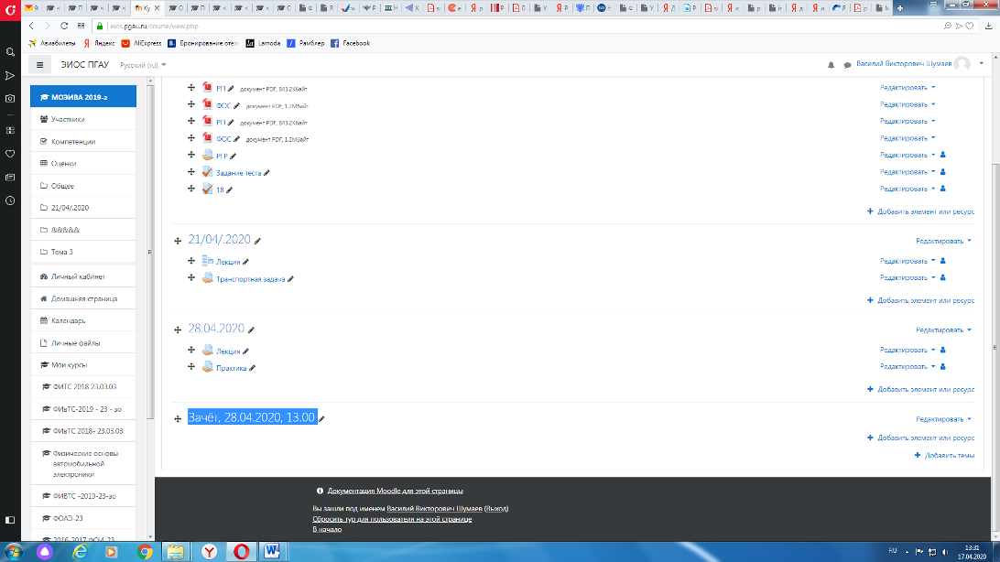 Ку
eios.pgau.ru/course/view.php
Авиабилеты Яндекс AliExpress Бронирование отел Lamoda Рамблер Facebook
ЭИОС ПГАУ Русский (ru) Василий Викторович Шумаев
МОЭИВА 2019-з
Участники
Компетенции
Оценки
Общее
21/04/.2020
&&&&&
Тема 3
Личный кабинет
Домашняя страница
Календарь
Личные файлы
Мои курсы
ФИТС 2018 23.03.03
ФИвТС-2019 - 23 - зо
ФИвТС 2018- 23.03.03
Физические основы
автомобильной
электроники
ФИВТС -2019-23-зо
ФОАЭ-23
РП документ PDF, 843.2Кбайт Редактировать
ФОС документ PDF, 1.2Мбайт Редактировать
РП документ PDF, 843.2Кбайт Редактировать
ФОС документ PDF, 1.2Мбайт Редактировать
РГР Редактировать
Задание теста Редактировать
18 Редактировать
Добавить элемент или ресурс
21/04/.2020 Редактировать
Лекция Редактировать
Транспортная задача Редактировать
Добавить элемент или ресурс
28.04.2020 Редактировать
Лекция Редактировать
Практика Редактировать
Добавить элемент или ресурс
Зачёт, 28.04.2020, 13.00 Редактировать
Добавить элемент или ресурс
Добавить темы
Документация Moodle для этой страницы
Вы зашли под именем Василий Викторович Шумаев (Выход)
Сбросить тур для пользователя на этой странице
В начало
RU 13:31
17.04.2020